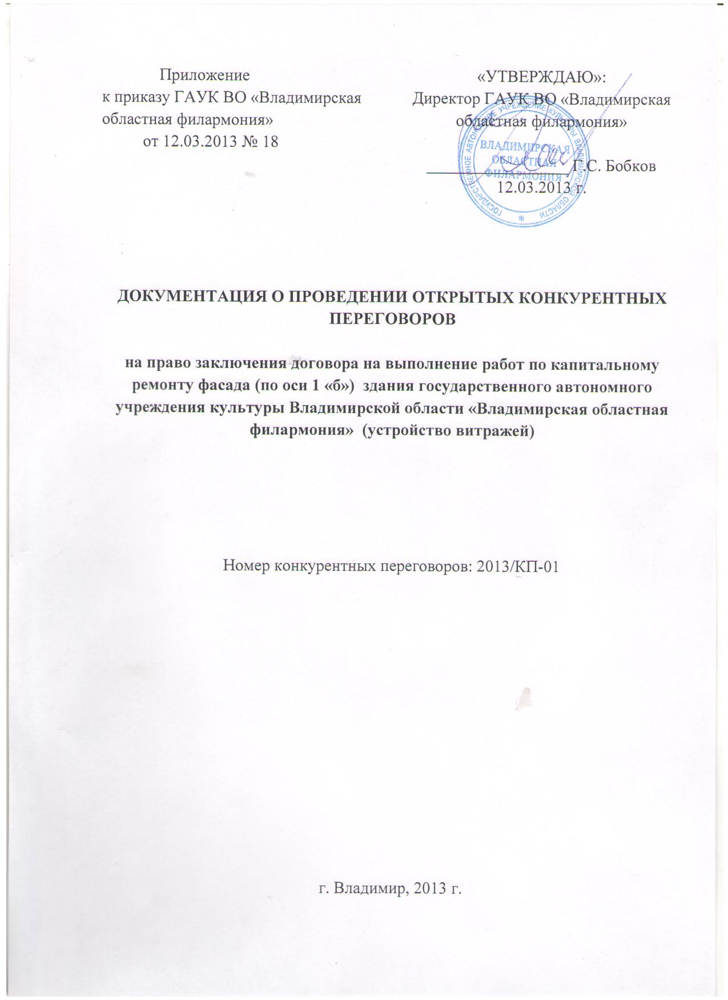 Приложение
к приказу ГАУК ВО «Владимирская
областная филармония»
от 12.03.2013 № 18
«УТВЕРЖДАЮ»:
Директор ГАУК ВО «Владимирская
областная филармония»
Г.С. Бобков
12.03.2013 г.
ГОСУДАРСТВЕННОЕ АВТОНОМНОЕ УЧРЕЖДЕНИЕ КУЛЬТУРЫ ВЛАДИМИРСКОЙ ОБЛАСТИ
ВЛАДИМИРСКАЯ
ОБЛАСТНАЯ
ФИЛАРМОНИЯ
ДОКУМЕНТАЦИЯ О ПРОВЕДЕНИИ ОТКРЫТЫХ КОНКУРЕНТНЫХ
ПЕРЕГОВОРОВ
на право заключения договора на выполнение работ по капитальному
ремонту фасада (по оси 1 «б») здания государственного автономного
учреждения культуры Владимирской области «Владимирская областная
филармония» (устройство витражей)
Номер конкурентных переговоров: 2013/КП-01
г. Владимир, 2013 г.